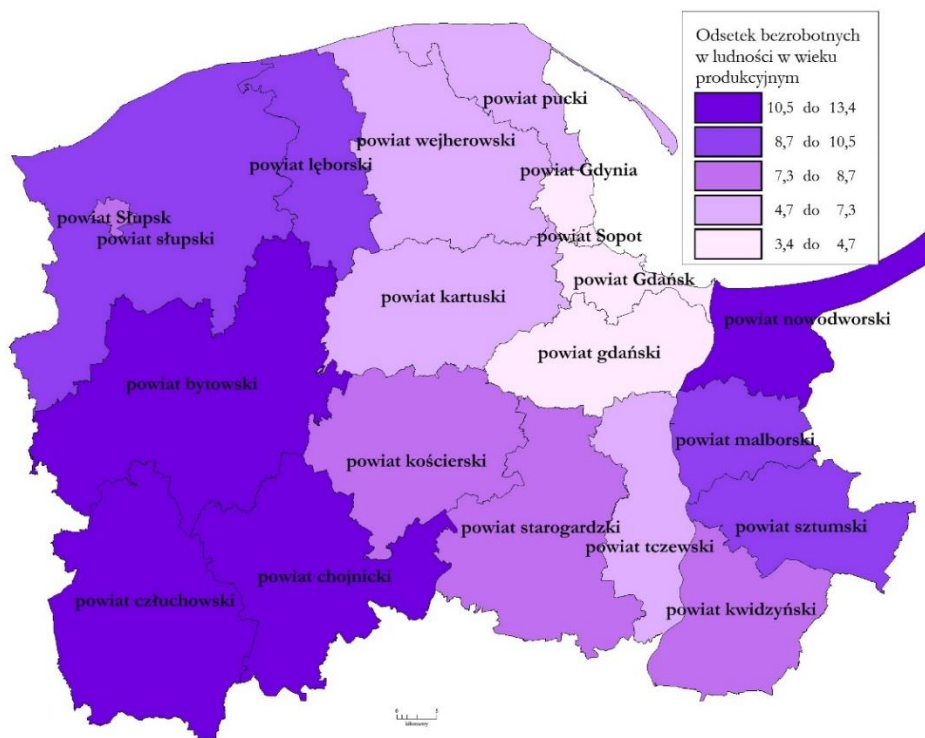 Odsetek bezrobotnych
w ludności w wieku
produkcyjnym
10,5 do 13,4
8,7 do 10,5
7,3 do 8,7
4,7 do 7,3
3,4 do 4,7
powiat pucki
powiat wejherowski
powiat lęborski
powiat Gdynia
powiat Słupsk
powiat słupski
powiat Sopot
powiat Gdańsk
powiat kartuski
powiat nowodworski
powiat gdański
powiat bytowski
powiat malborski
powiat kościerski
powiat starogardzki
powiat sztumski
powiat tczewski
powiat chojnicki
powiat człuchowski
powiat kwidzyński
0 5
kilometry